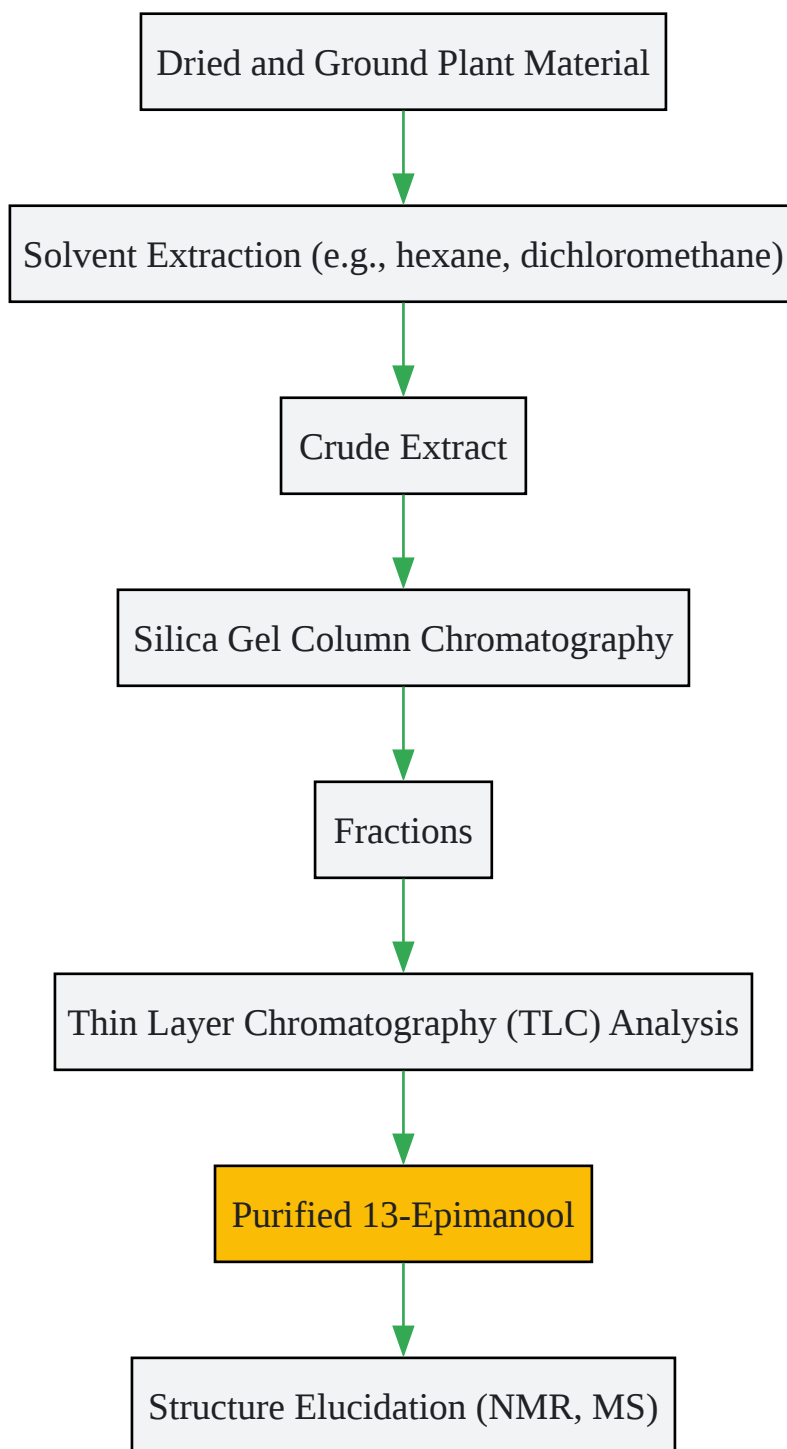 Dried and Ground Plant Material
Solvent Extraction (e.g., hexane, dichloromethane)
Crude Extract
Silica Gel Column Chromatography
Fractions
Thin Layer Chromatography (TLC) Analysis
Purified 13-Epimanool
Structure Elucidation (NMR, MS)